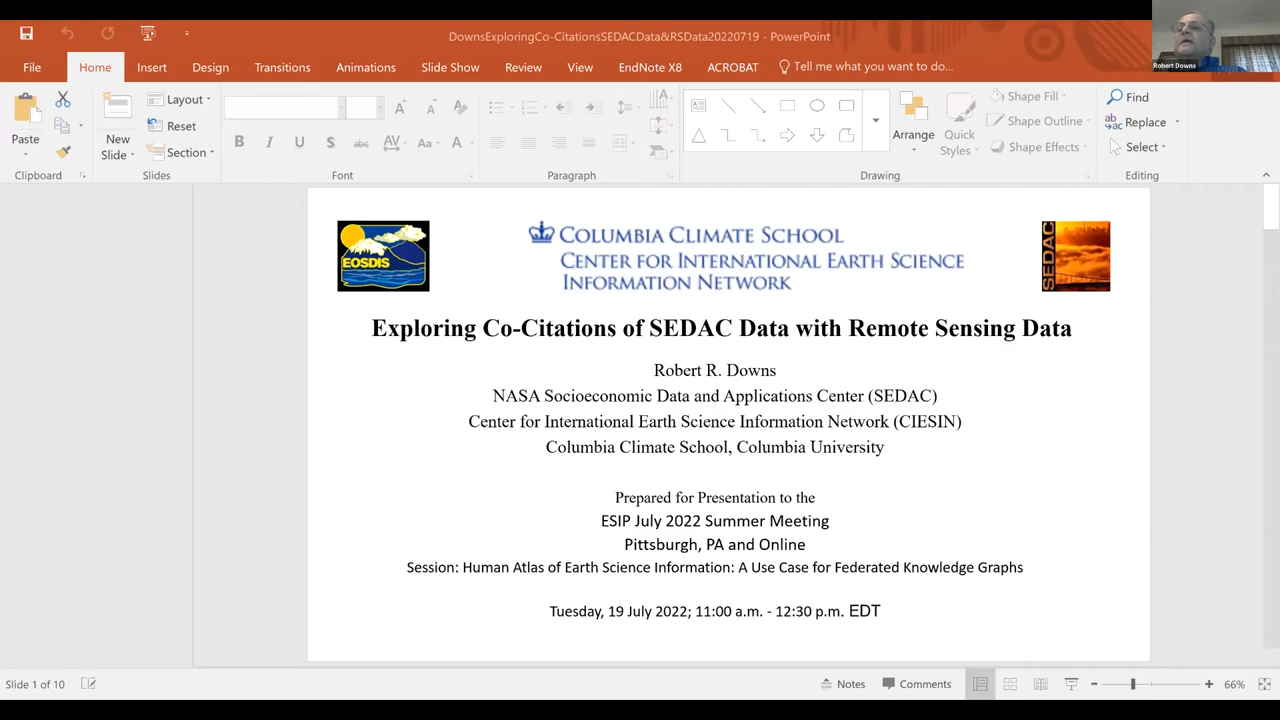 DownsExploringCo-CitationsSEDACData&RSData20220719 - PowerPoint
Robert Downs
File Home Insert Design Transitions Animations Slide Show Review View EndNote X8 ACROBAT Tell me what you want to do...
Paste
Clipboard
New Slide
Layout
Reset
Section
Slides
B I U S abc AV Aa A
Font
Paragraph
Arrange
Quick Styles
Shape Fill
Shape Outline
Shape Effects
Drawing
Find
Replace
Select
Editing
EOSDIS
COLUMBIA CLIMATE SCHOOL
CENTER FOR INTERNATIONAL EARTH SCIENCE
INFORMATION NETWORK
SEDAC
Exploring Co-Citations of SEDAC Data with Remote Sensing Data
Robert R. Downs
NASA Socioeconomic Data and Applications Center (SEDAC)
Center for International Earth Science Information Network (CIESIN)
Columbia Climate School, Columbia University
Prepared for Presentation to the
ESIP July 2022 Summer Meeting
Pittsburgh, PA and Online
Session: Human Atlas of Earth Science Information: A Use Case for Federated Knowledge Graphs
Tuesday, 19 July 2022; 11:00 a.m. - 12:30 p.m. EDT
Slide 1 of 10
Notes
Comments
66%